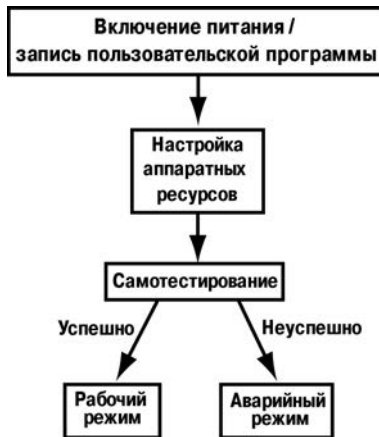 Включение питания /
запись пользовательской программы
Настройка
аппаратных
ресурсов
Самотестирование
Успешно
Неуспешно
Рабочий
режим
Аварийный
режим